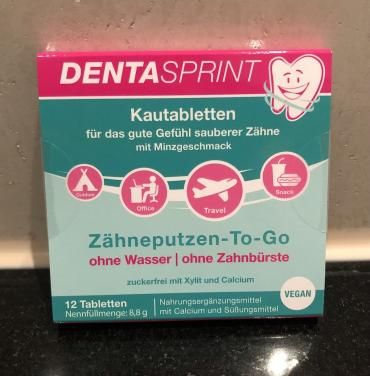 DENTASPRINT
Kautabletten
für das gute Gefühl sauberer Zähne
mit Minzgeschmack
Outdoor
Office
Travel
Snack
Zähneputzen-To-Go
ohne Wasser | ohne Zahnbürste
zuckerfrei mit Xylit und Calcium
12 Tabletten
Nennfüllmenge: 8,8 g
Nahrungsergänzungsmittel
mit Calcium und Süßungsmittel
VEGAN